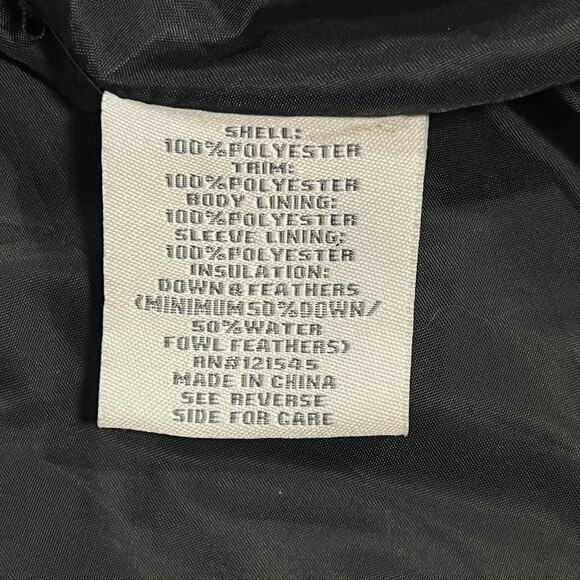 SHELL:
100%POLYESTER
TRIM:
100%POLYESTER
BODY LINING:
100%POLYESTER
SLEEVE LINING:
100%POLYESTER
INSULATION:
DOWN&FEATHERS
(MINIMUM50%DOWN/
50%WATER
FOWL FEATHERS)
RN#121545
MADE IN CHINA
SEE REVERSE
SIDE FOR CARE